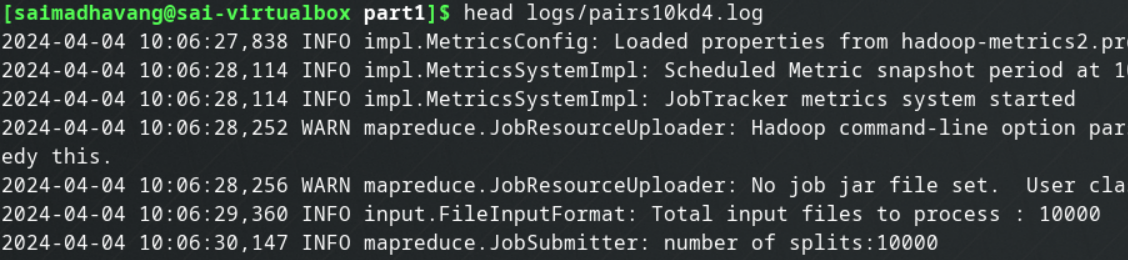 [saimadhavang@sai-virtualbox part1]$ head logs/pairs10kd4.log
2024-04-04 10:06:27,838 INFO impl.MetricsConfig: Loaded properties from hadoop-metrics2.pr
2024-04-04 10:06:28,114 INFO impl.MetricsSystemImpl: Scheduled Metric snapshot period at 10
2024-04-04 10:06:28,114 INFO impl.MetricsSystemImpl: JobTracker metrics system started
2024-04-04 10:06:28,252 WARN mapreduce.JobResourceUploader: Hadoop command-line option par
edy this.
2024-04-04 10:06:28,256 WARN mapreduce.JobResourceUploader: No job jar file set.  User cla
2024-04-04 10:06:29,360 INFO input.FileInputFormat: Total input files to process : 10000
2024-04-04 10:06:30,147 INFO mapreduce.JobSubmitter: number of splits:10000